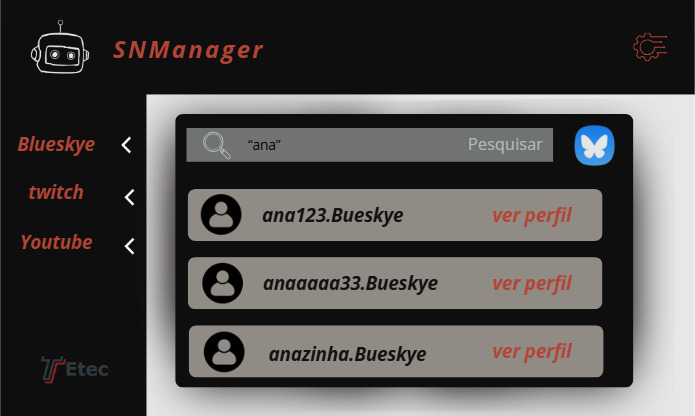 SNManager
Blueskye
twitch
Youtube
“ana” Pesquisar
ana123.Bueskye ver perfil
anaaaaa33.Bueskye ver perfil
anazinha.Bueskye ver perfil
Etec